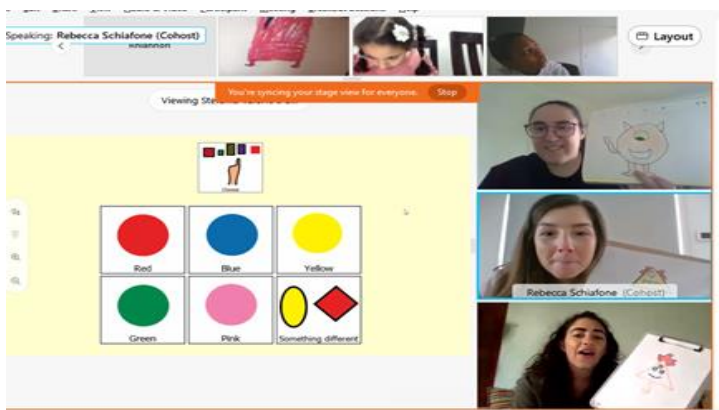 Speaking: Rebecca Schiafone (Cohost)
Rhiannon
Layout
You're syncing your stage view for everyone. Stop
Viewing
Choose
Red
Blue
Yellow
Green
Pink
Something different
Rebecca Schiafone (Cohost)